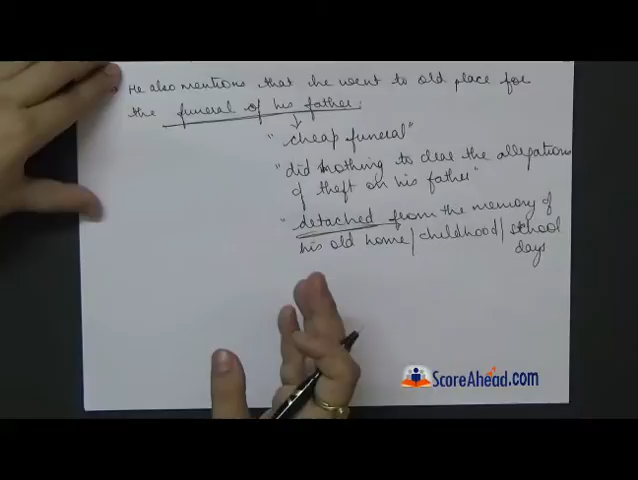 He also mentions that he went to old place for
the funeral of his father.
"cheap funeral"
"did nothing to clear the allegations
of theft on his father"
"detached from the memory of
his old home/childhood/school
days
ScoreAhead.com